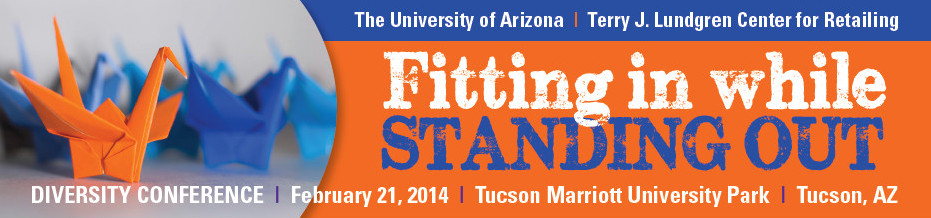 The University of Arizona | Terry J. Lundgren Center for Retailing
Fitting in while
STANDING OUT
DIVERSITY CONFERENCE | February 21, 2014 | Tucson Marriott University Park | Tucson, AZ